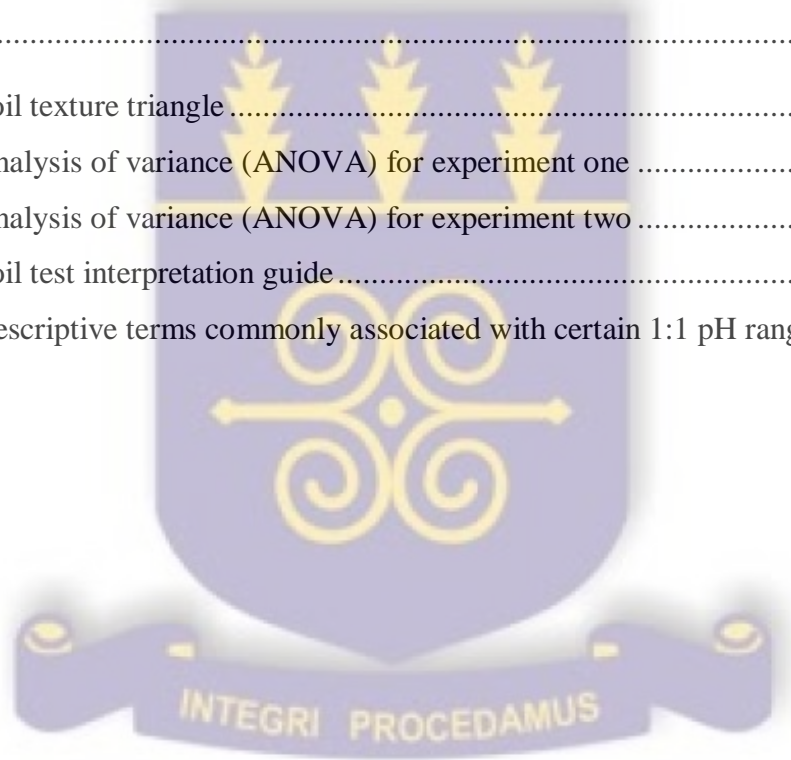 ................................................................................
oil texture triangle................................................................................
nalysis of variance (ANOVA) for experiment one................................
nalysis of variance (ANOVA) for experiment two................................
oil test interpretation guide................................................................
escriptive terms commonly associated with certain 1:1 pH rang
INTEGRI PROCEDAMUS